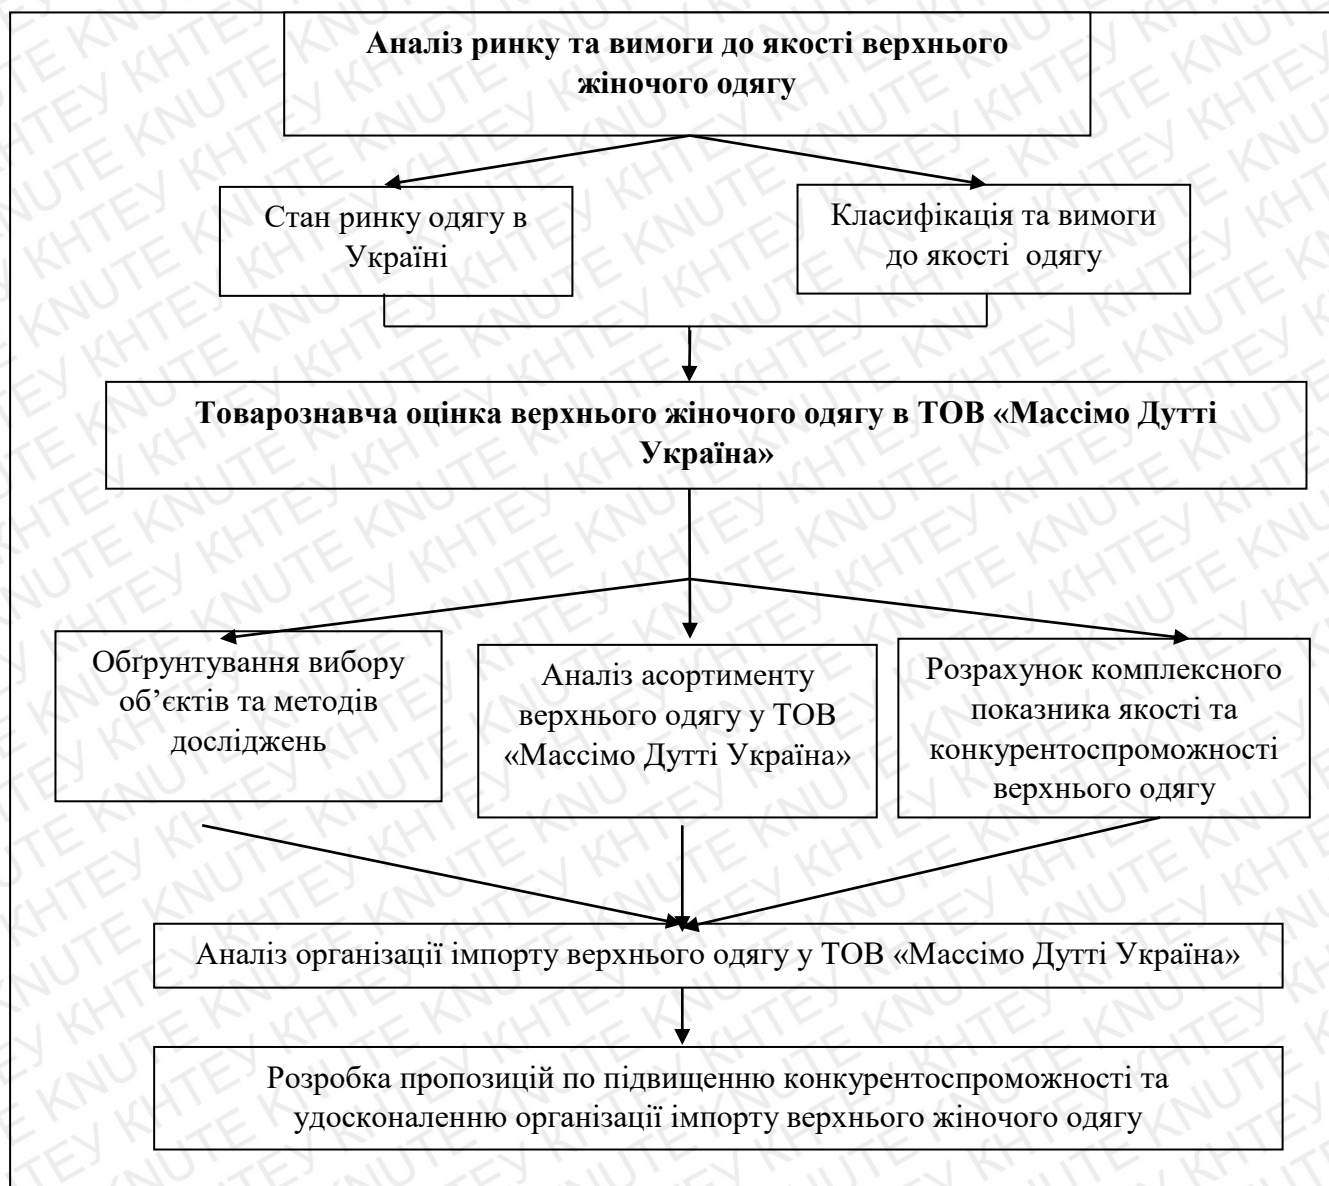 Аналіз ринку та вимоги до якості верхнього
жіночого одягу
Стан ринку одягу в
Україні
Класифікація та вимоги
до якості одягу
Товарознавча оцінка верхнього жіночого одягу в ТОВ «Массімо Дутті
Україна»
Обґрунтування вибору
об’єктів та методів
досліджень
Аналіз асортименту
верхнього одягу у ТОВ
«Массімо Дутті Україна»
Розрахунок комплексного
показника якості та
конкурентоспроможності
верхнього одягу
Аналіз організації імпорту верхнього одягу у ТОВ «Массімо Дутті Україна»
Розробка пропозицій по підвищенню конкурентоспроможності та
удосконаленню організації імпорту верхнього жіночого одягу
KNUTE КНТЕУ